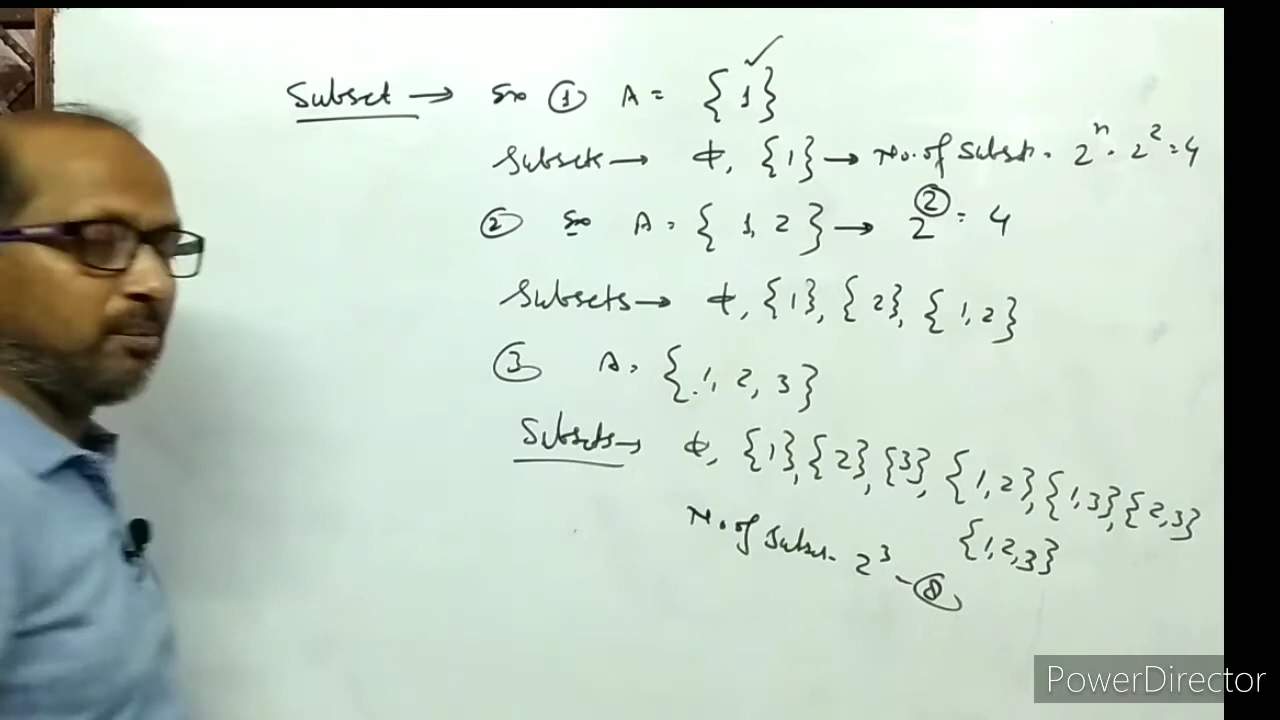 Subset → Ex ① A = {1} ✓
Subsets → ϕ, {1} → No. of Subset. 2ⁿ = 2² = 4
② Ex A = {1, 2} → 2² = 4
Subsets → ϕ, {1}, {2}, {1,2}
③ A = {1, 2, 3}
Subsets → ϕ, {1}, {2}, {3}, {1,2}, {1,3}, {2,3}
{1,2,3}
No. of Subset. 2³ = 8
PowerDirector